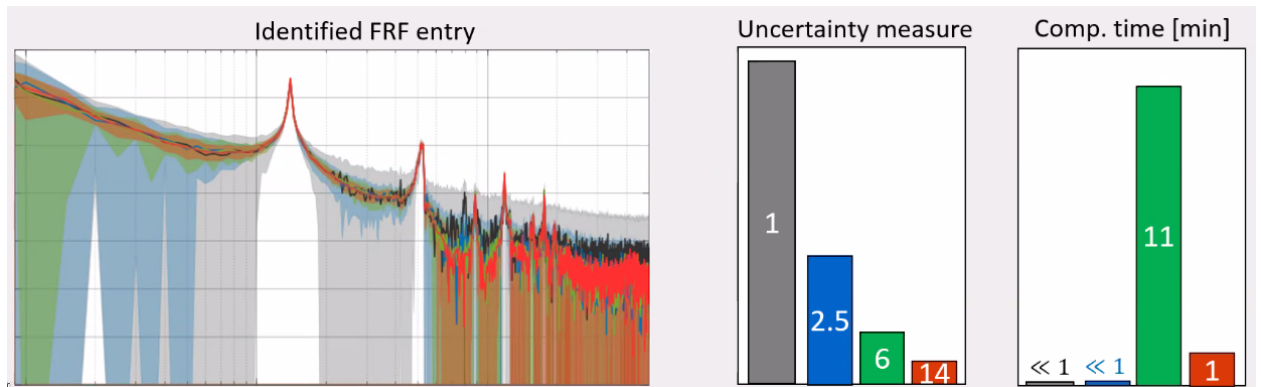 Identified FRF entry
Uncertainty measure
1
2.5
6
14
Comp. time [min]
≪ 1
≪ 1
11
1